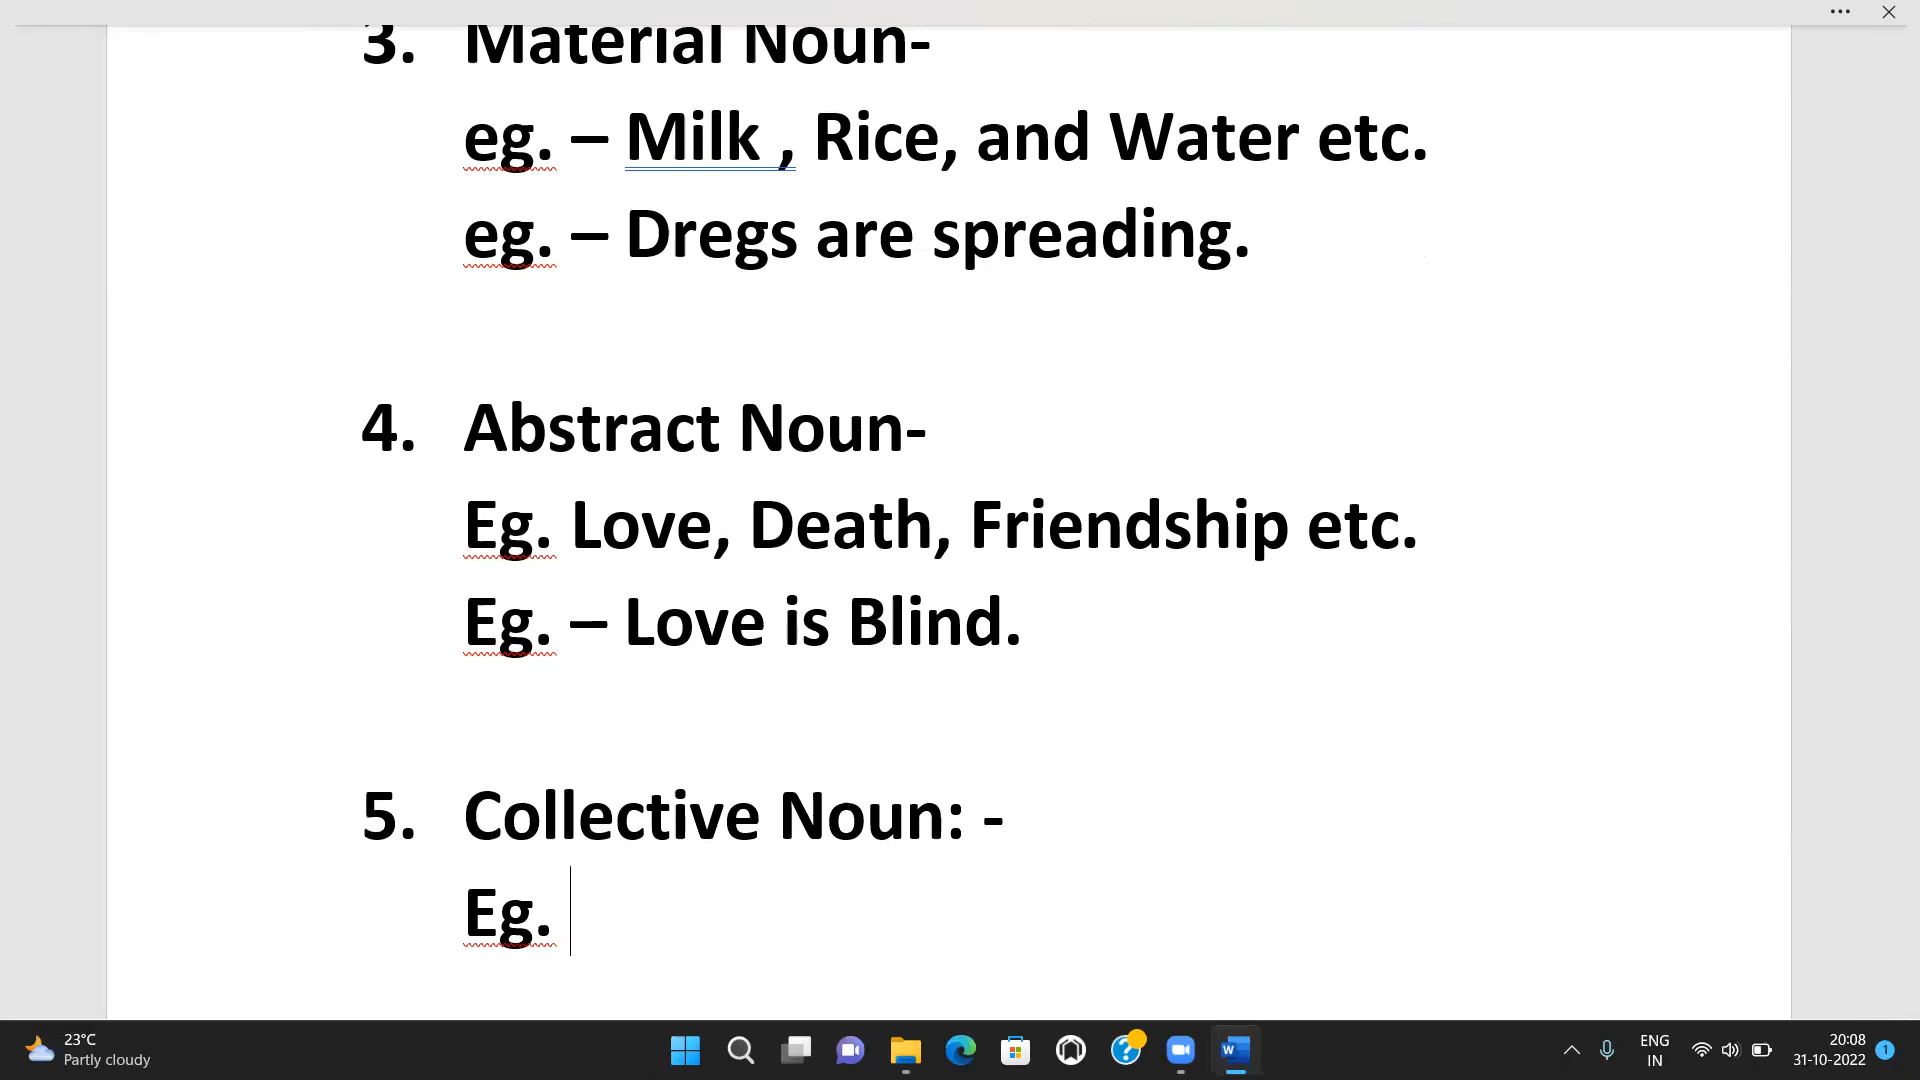 3. Material Noun-
eg. – Milk , Rice, and Water etc.
eg. – Dregs are spreading.
4. Abstract Noun-
Eg. Love, Death, Friendship etc.
Eg. – Love is Blind.
5. Collective Noun: -
Eg.
23°C
Partly cloudy
ENG
IN
20:08
31-10-2022
1